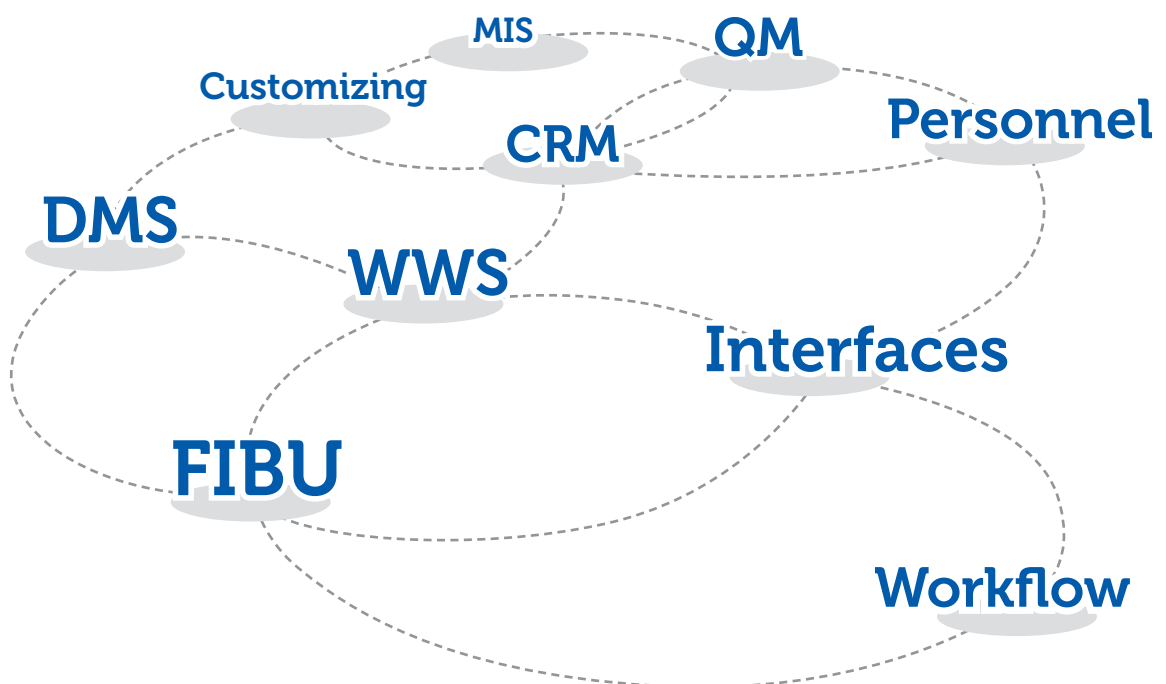 MIS
QM
Customizing
Personnel
CRM
DMS
WWS
Interfaces
FIBU
Workflow